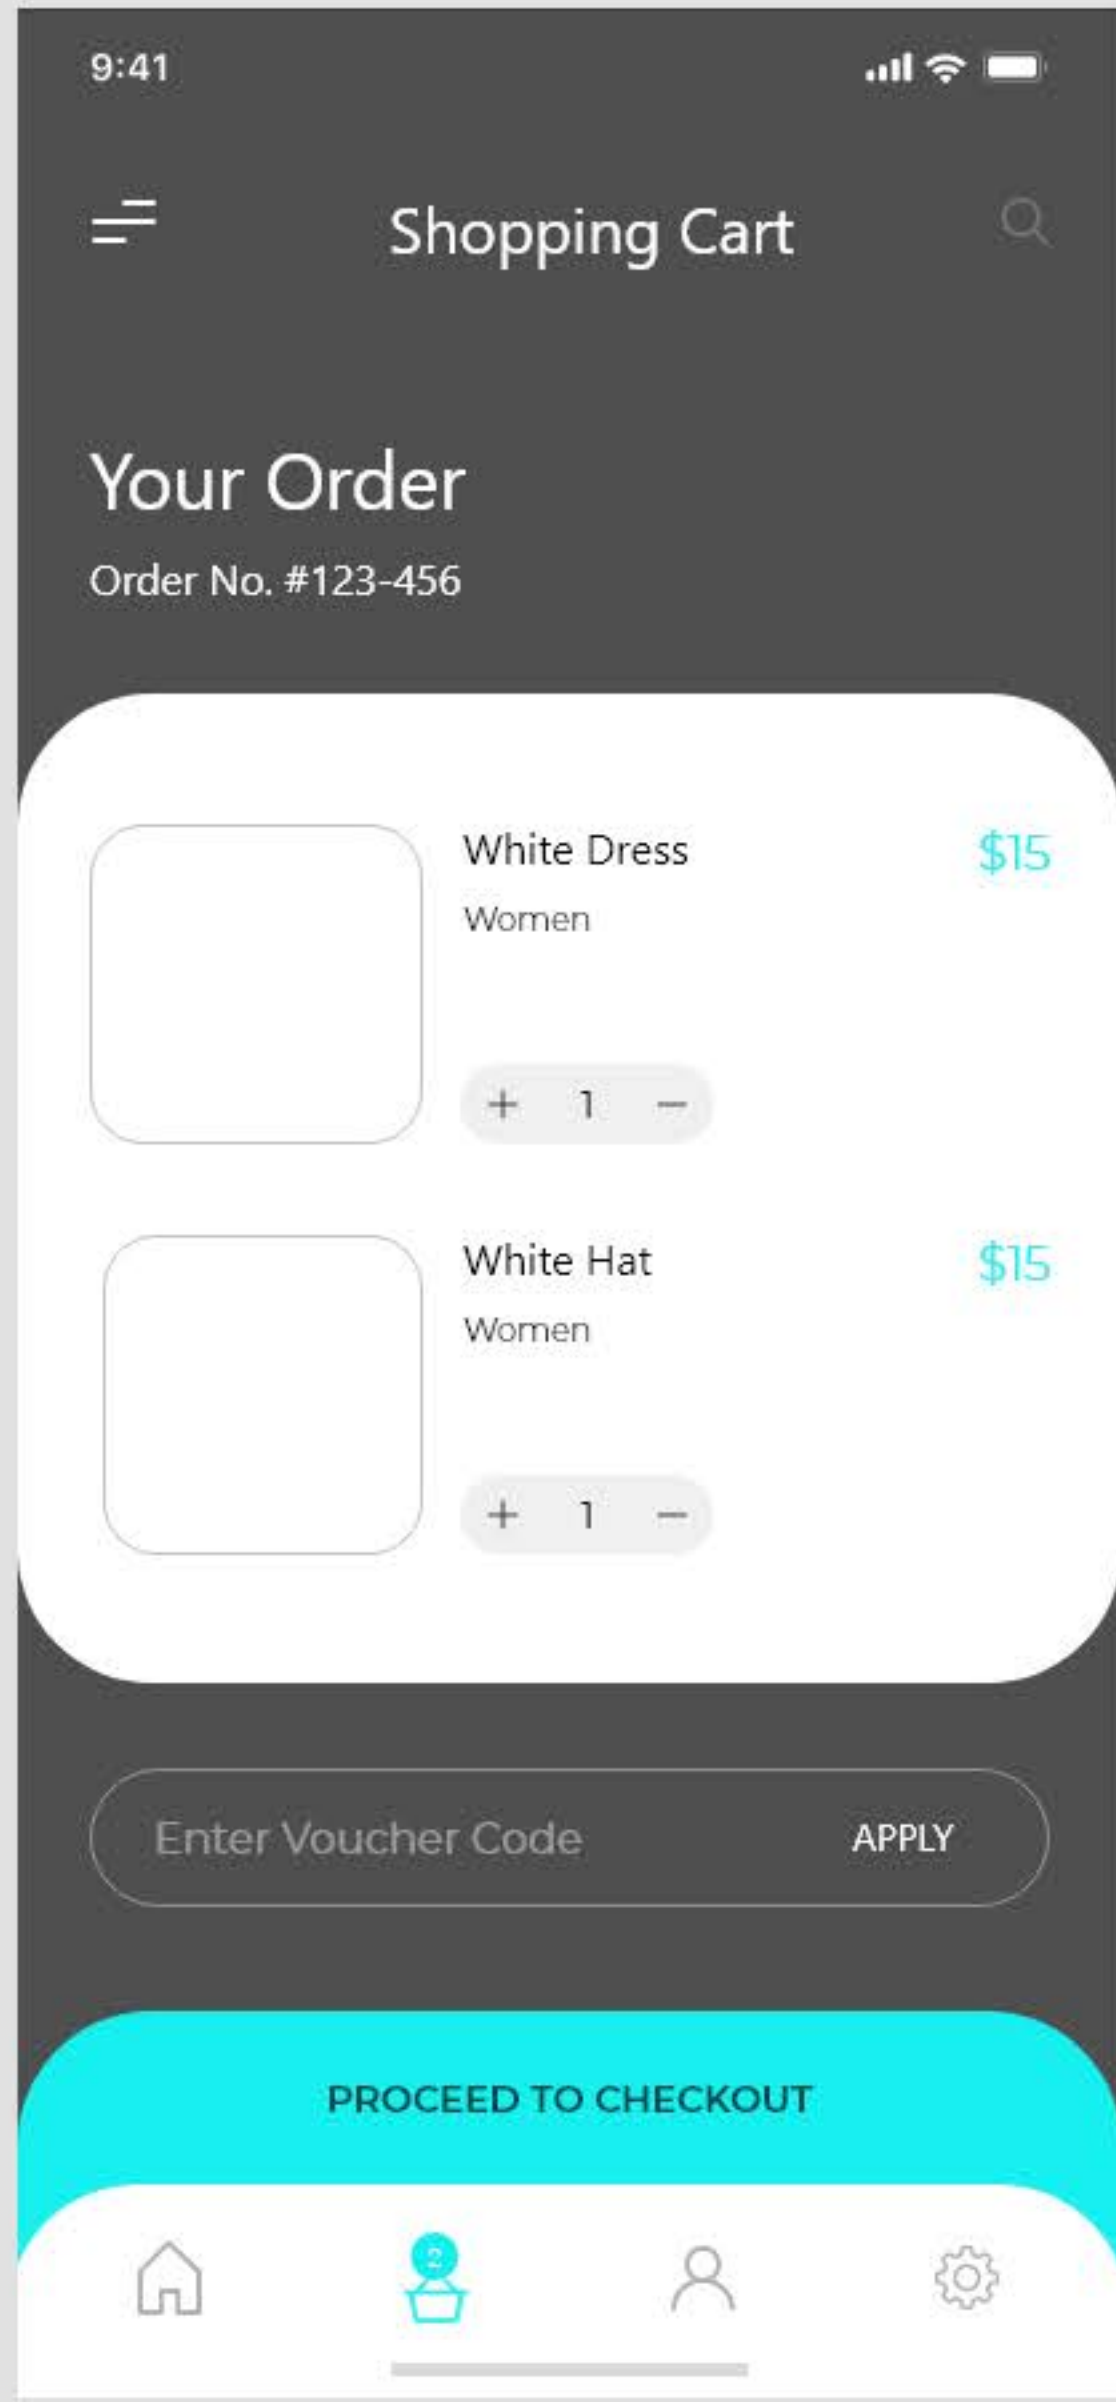 9:41
Shopping Cart
Your Order
Order No. #123-456
White Dress
$15
Women
+ 1 −
White Hat
$15
Women
+ 1 −
Enter Voucher Code
APPLY
PROCEED TO CHECKOUT
2